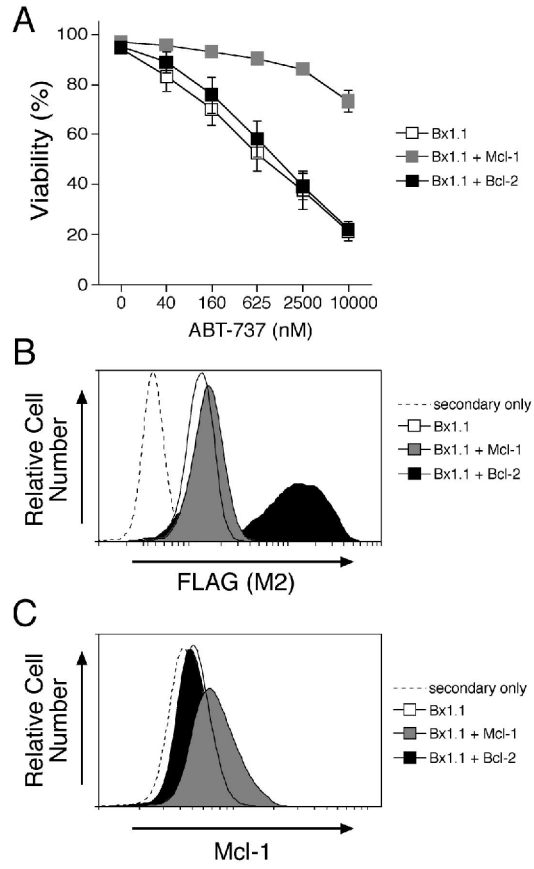 A
100
80
60
40
20
0
Viability (%)
0 40 160 625 2500 10000
ABT-737 (nM)
Bx1.1
Bx1.1 + Mcl-1
Bx1.1 + Bcl-2
B
Relative Cell
Number
FLAG (M2)
secondary only
Bx1.1
Bx1.1 + Mcl-1
Bx1.1 + Bcl-2
C
Relative Cell
Number
Mcl-1
secondary only
Bx1.1
Bx1.1 + Mcl-1
Bx1.1 + Bcl-2